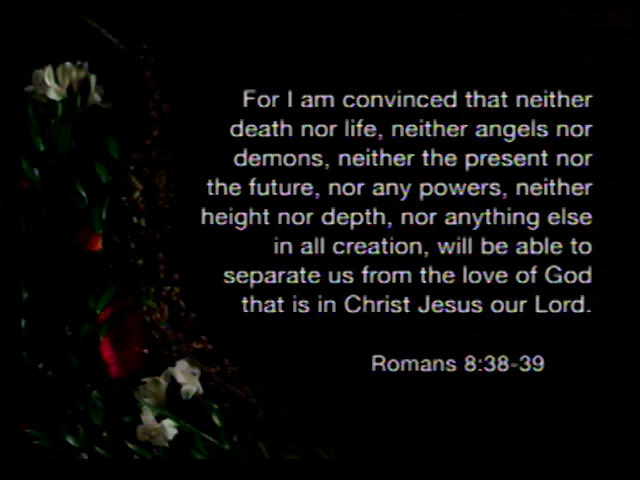 For I am convinced that neither
death nor life, neither angels nor
demons, neither the present nor
the future, nor any powers, neither
height nor depth, nor anything else
in all creation, will be able to
separate us from the love of God
that is in Christ Jesus our Lord.
Romans 8:38-39